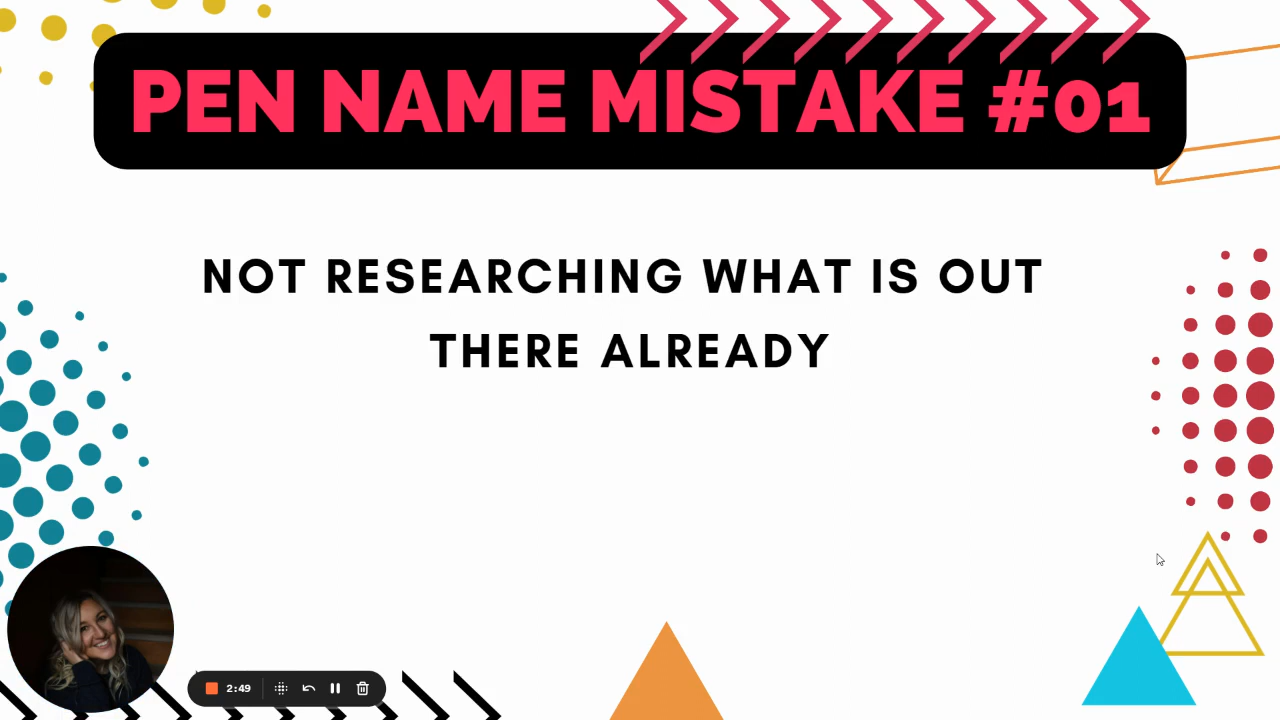 PEN NAME MISTAKE #01
NOT RESEARCHING WHAT IS OUT
THERE ALREADY
2:49